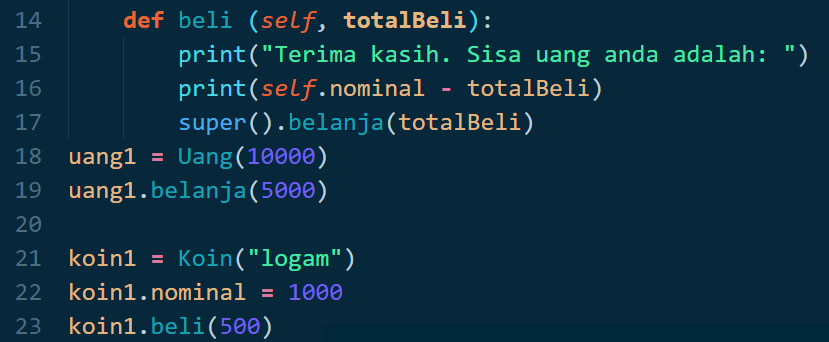 14     def beli (self, totalBeli):
15         print("Terima kasih. Sisa uang anda adalah: ")
16         print(self.nominal - totalBeli)
17         super().belanja(totalBeli)
18 uang1 = Uang(10000)
19 uang1.belanja(5000)
20
21 koin1 = Koin("logam")
22 koin1.nominal = 1000
23 koin1.beli(500)